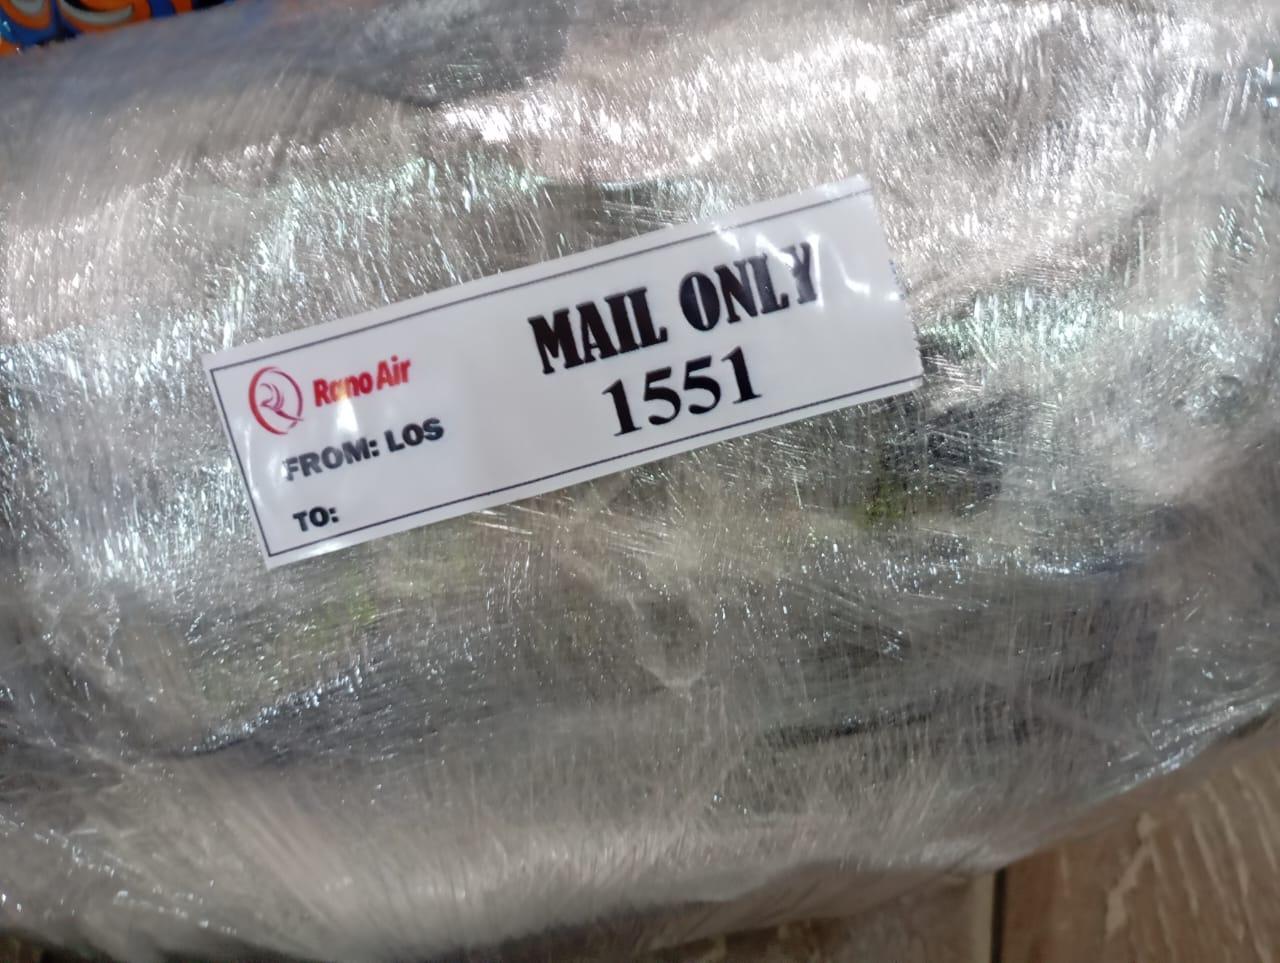 Rano Air
MAIL ONLY
1551
FROM: LOS
TO: